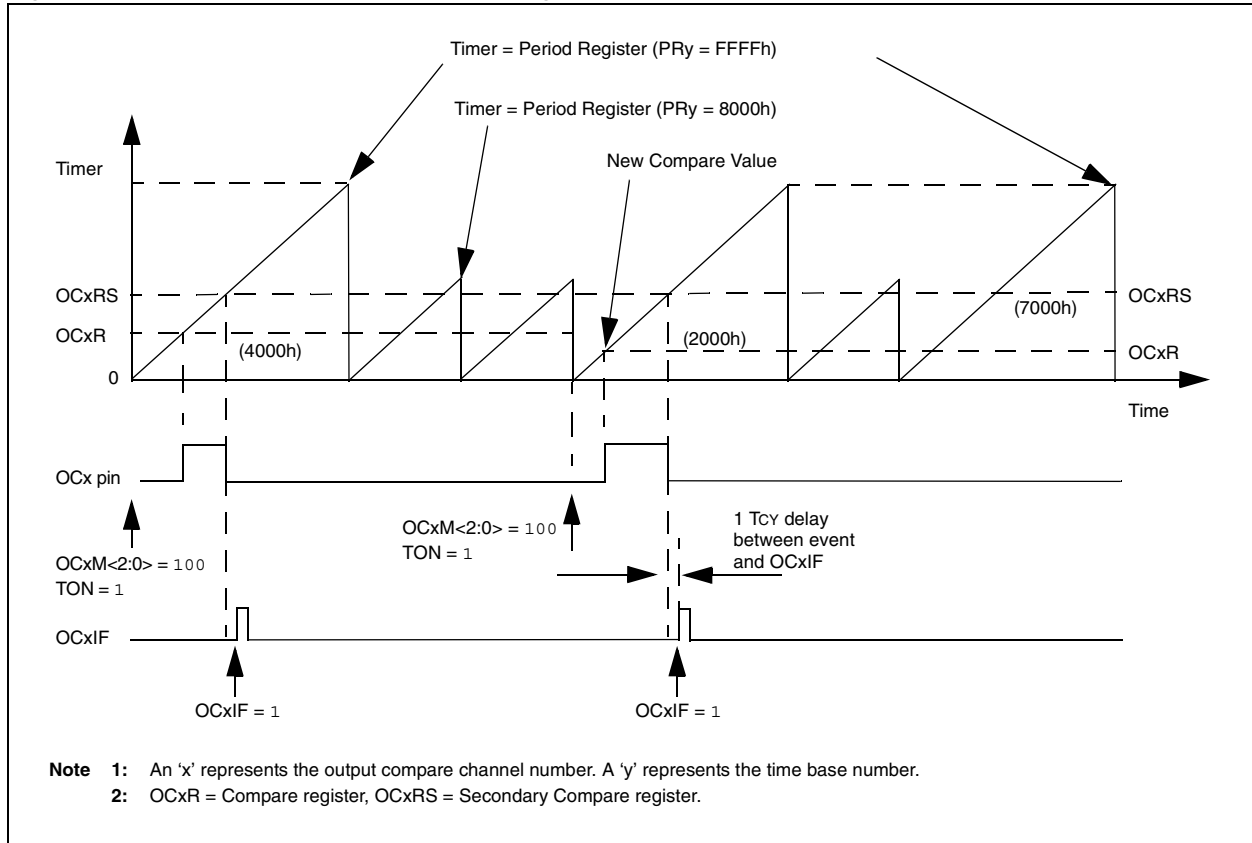 Timer = Period Register (PRy = FFFFh)
Timer = Period Register (PRy = 8000h)
New Compare Value
Timer
OCxRS
OCxR
0
(4000h)
(2000h)
(7000h)
OCxRS
OCxR
Time
OCx pin
OCxM<2:0> = 100
TON = 1
OCxM<2:0> = 100
TON = 1
1 TCY delay
between event
and OCxIF
OCxIF
OCxIF = 1
OCxIF = 1
Note 1: An ‘x’ represents the output compare channel number. A ‘y’ represents the time base number.
2: OCxR = Compare register, OCxRS = Secondary Compare register.